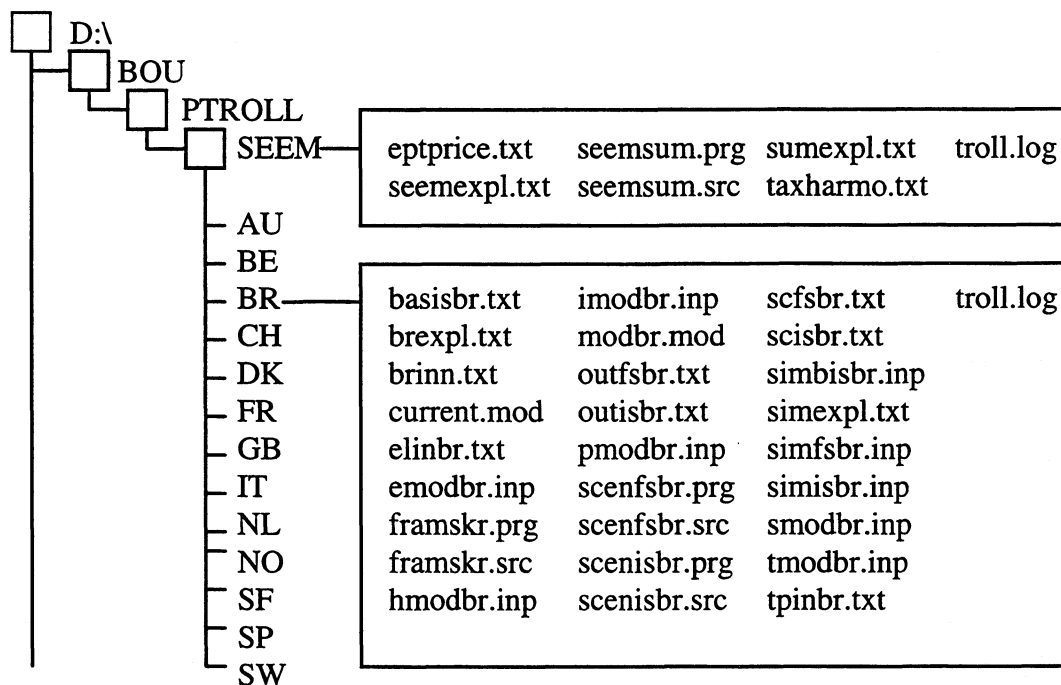 D:\
BOU
PTROLL
SEEM eptprice.txt seemsum.prg sumexpl.txt troll.log
seemexpl.txt seemsum.src taxharmo.txt
AU
BE
BR basisbr.txt imodbr.inp scfsbr.txt troll.log
CH brexpl.txt modbr.mod scisbr.txt
DK brinn.txt outfsbr.txt simbisbr.inp
FR current.mod outisbr.txt simexpl.txt
GB elinbr.txt pmodbr.inp simfsbr.inp
IT emodbr.inp scenfsbr.prg simisbr.inp
NL framskr.prg scenfsbr.src smodbr.inp
NO framskr.src scenisbr.prg tmodbr.inp
SF hmodbr.inp scenisbr.src tpinbr.txt
SP
SW